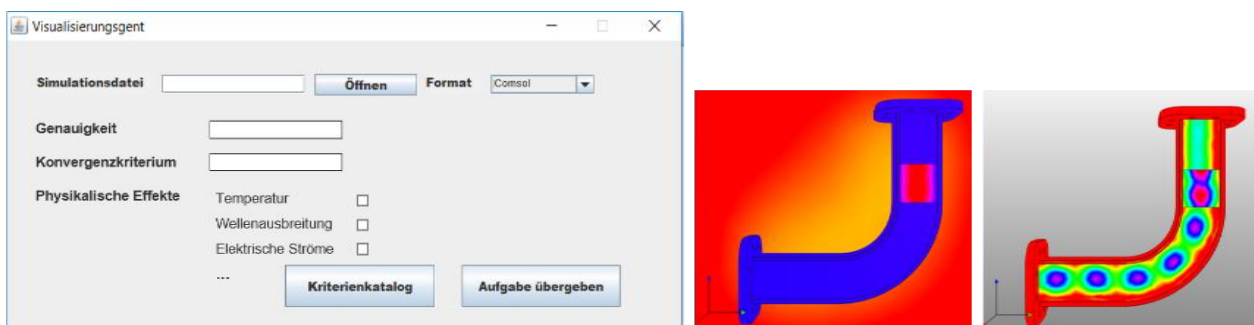 Visualisierungsgent
Simulationsdatei Öffnen Format Comsol
Genauigkeit
Konvergenzkriterium
Physikalische Effekte Temperatur
Wellenausbreitung
Elektrische Ströme
...
Kriterienkatalog Aufgabe übergeben